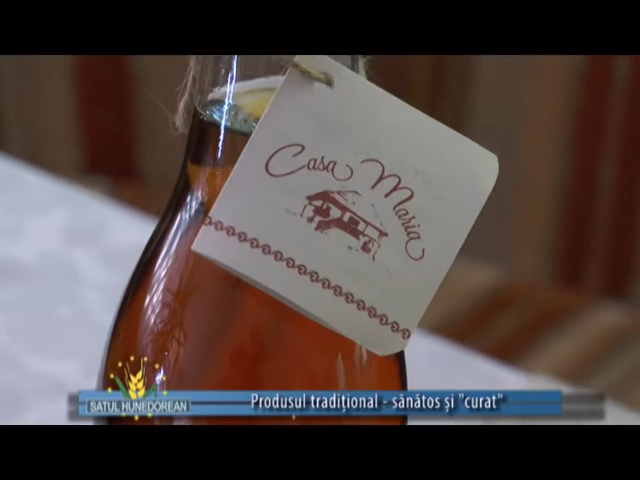 Casa Maria
Produsul tradițional - sănătos și "curat"
SATUL HUNEDOREAN